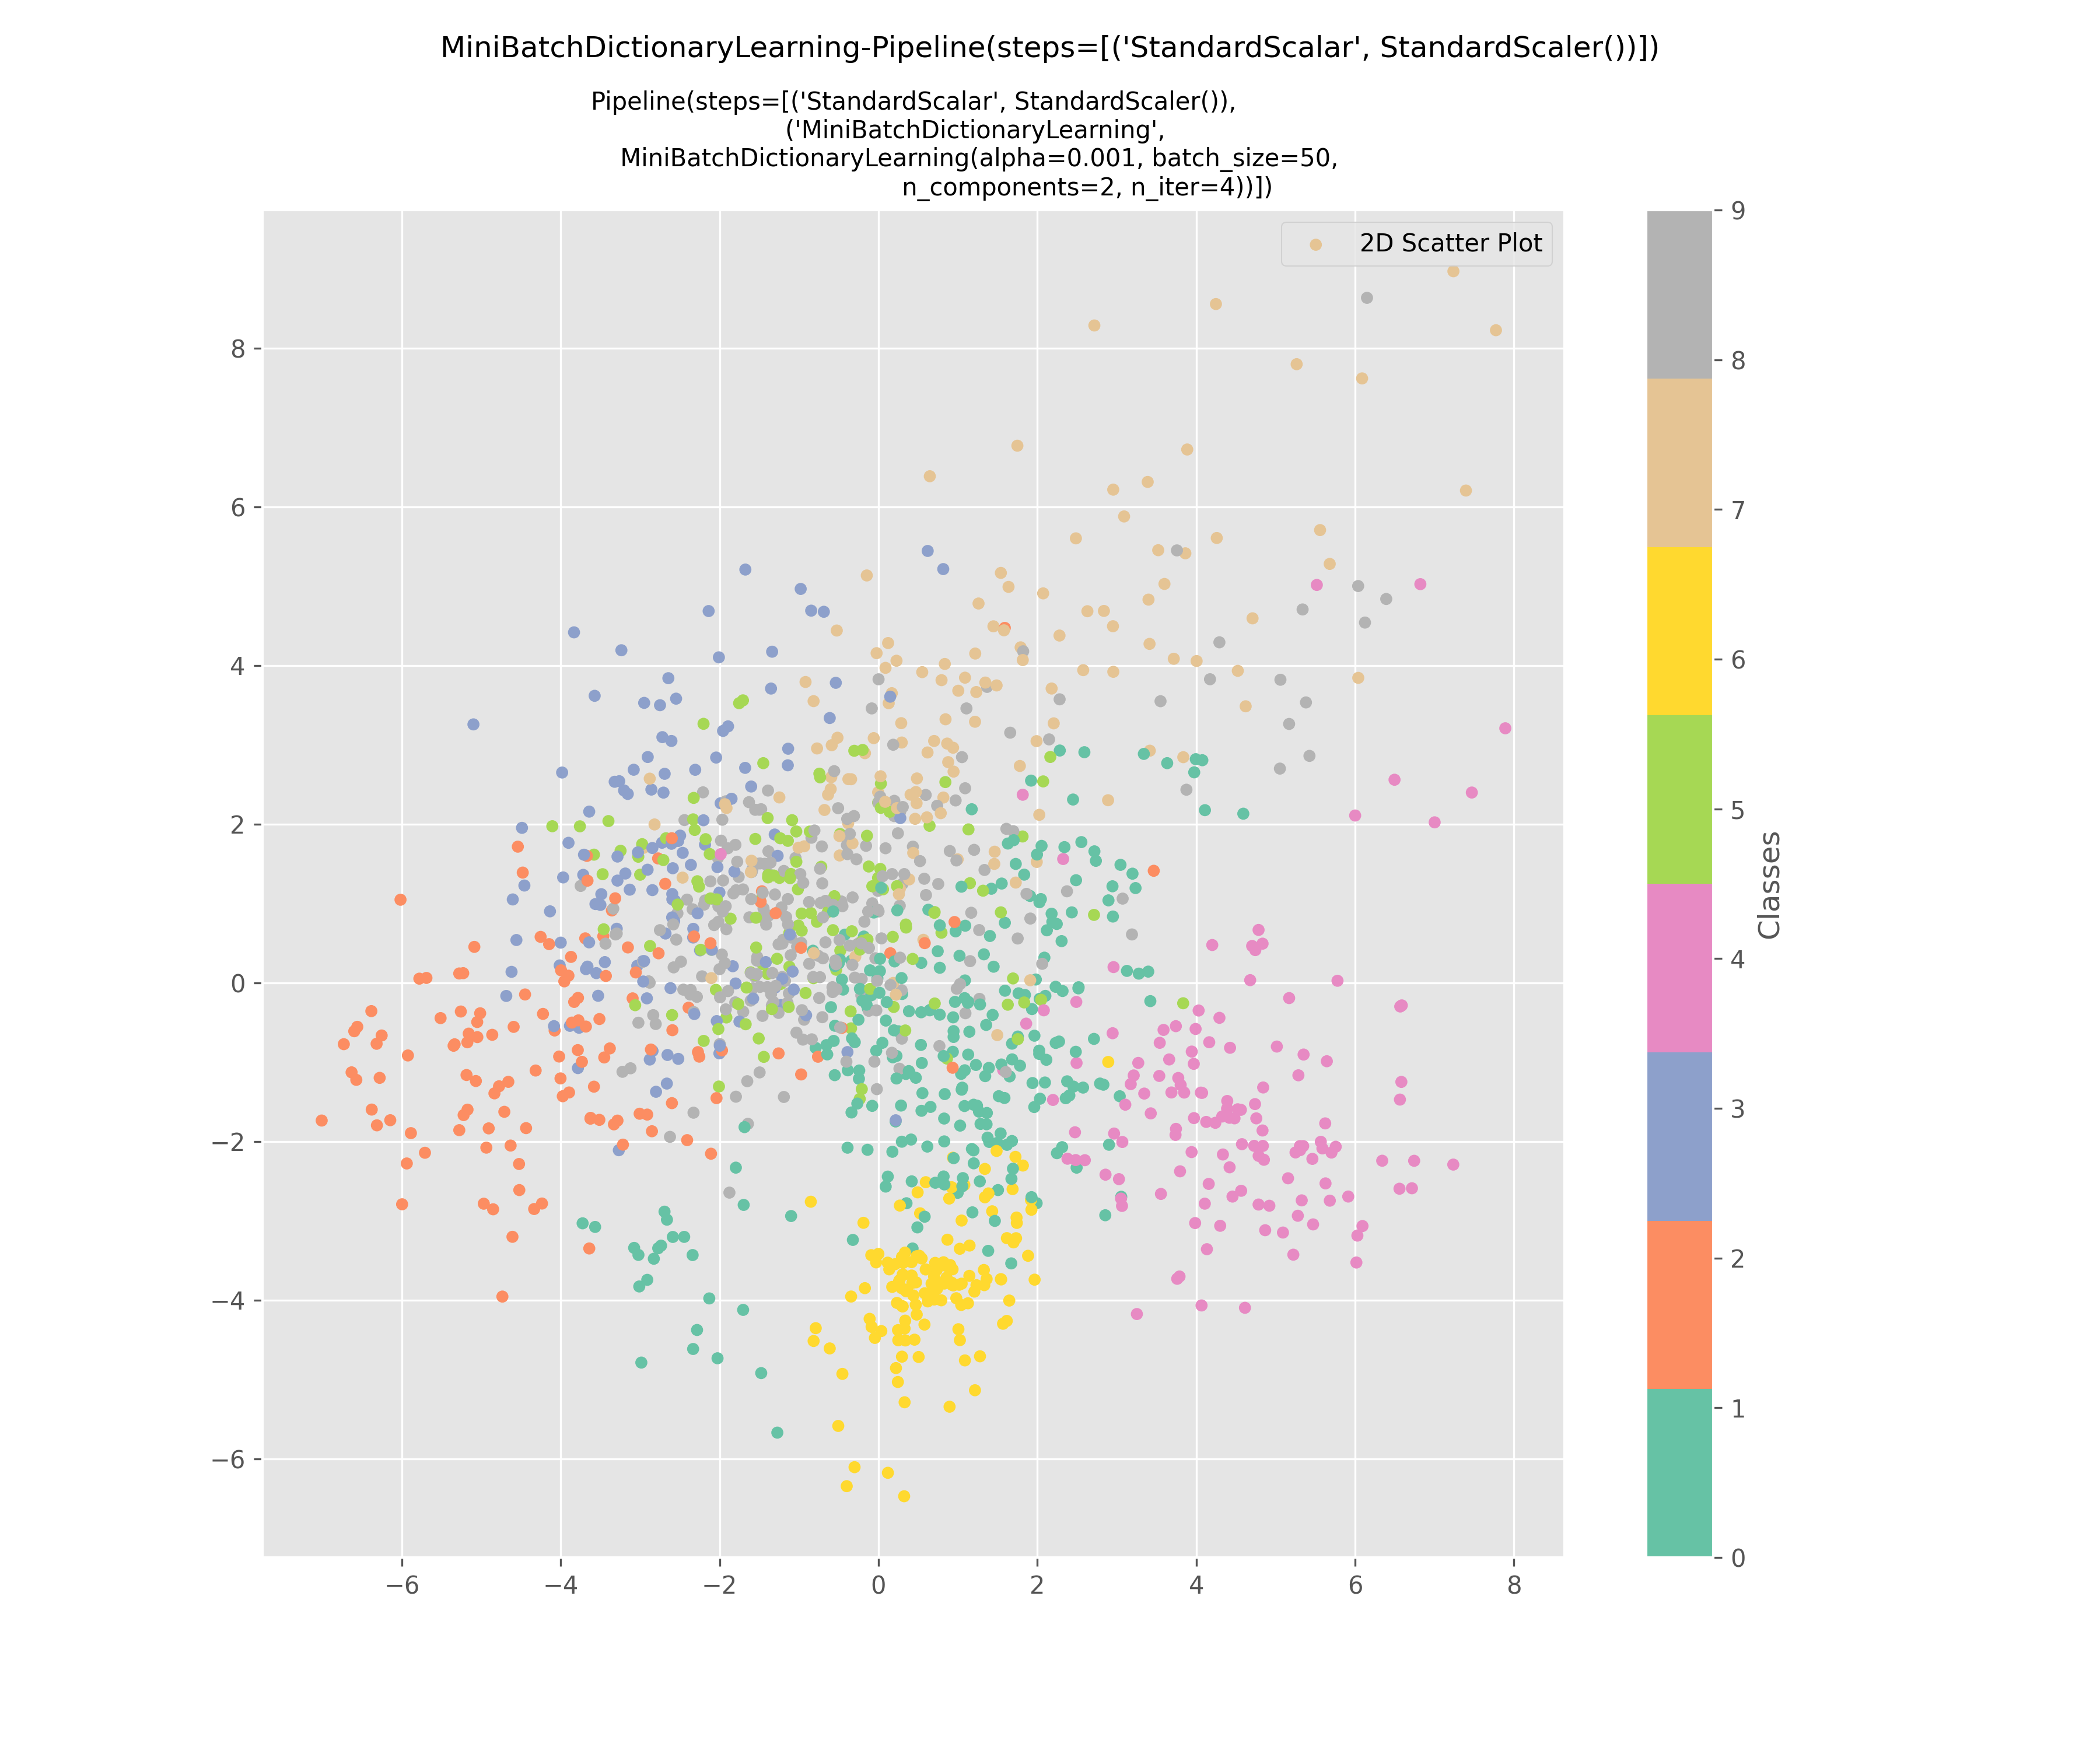 MiniBatchDictionaryLearning-Pipeline(steps=[('StandardScalar', StandardScaler())])
Pipeline(steps=[('StandardScalar', StandardScaler()),
('MiniBatchDictionaryLearning',
MiniBatchDictionaryLearning(alpha=0.001, batch_size=50,
n_components=2, n_iter=4))])
2D Scatter Plot
8
6
4
2
0
−2
−4
−6
−6 −4 −2 0 2 4 6 8
9
8
7
6
5
4
3
2
1
0
Classes